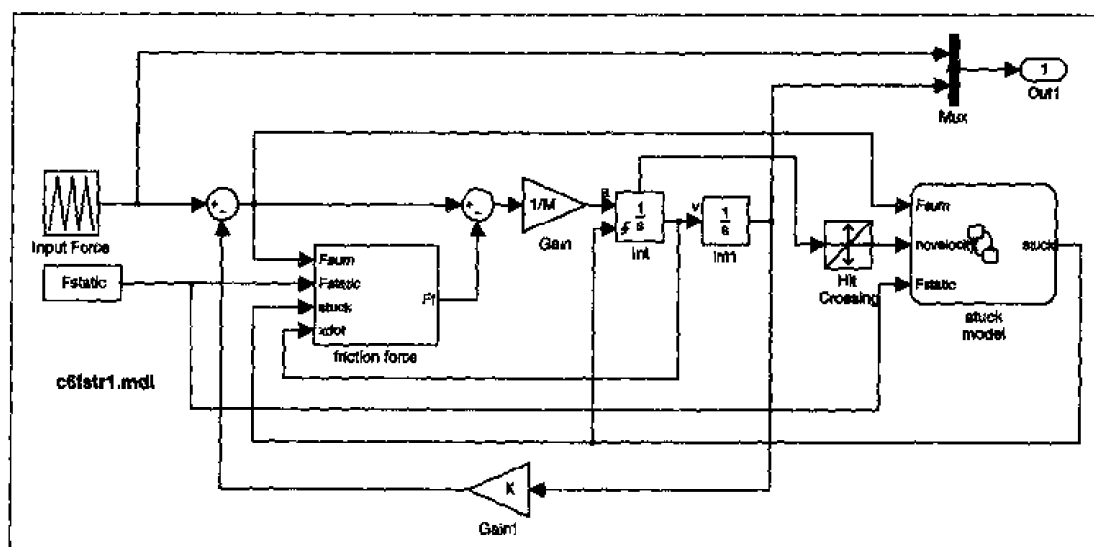 1
Out1
Mux
Input Force
+
-
+
-
1/M
Gain
a
1
s
Int
v
1
s
Int1
Hit
Crossing
Fsum
novelocity
Fstatic
stuck
stuck
model
Fstatic
Fsum
Fstatic
stuck
xdot
Ff
friction force
c6fstr1.mdl
K
Gain1